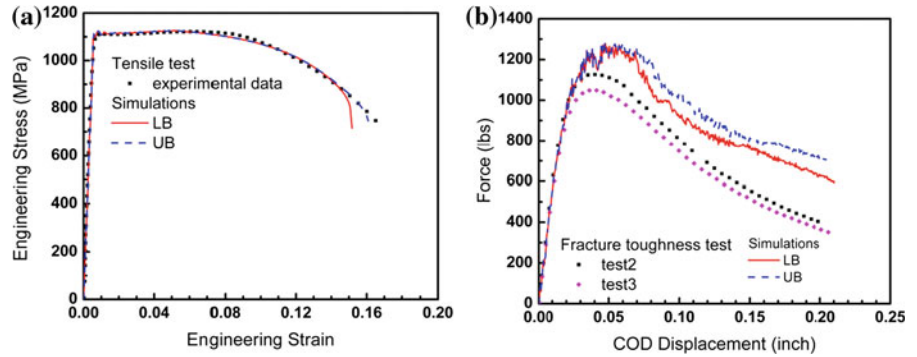 (a)
1200
1000
800
600
400
200
0
Engineering Stress (MPa)
Tensile test
experimental data
Simulations
LB
UB
0.00 0.04 0.08 0.12 0.16 0.20
Engineering Strain
(b)
1400
1200
1000
800
600
400
200
0
Force (lbs)
Fracture toughness test
test2
test3
Simulations
LB
UB
0.00 0.05 0.10 0.15 0.20 0.25
COD Displacement (inch)